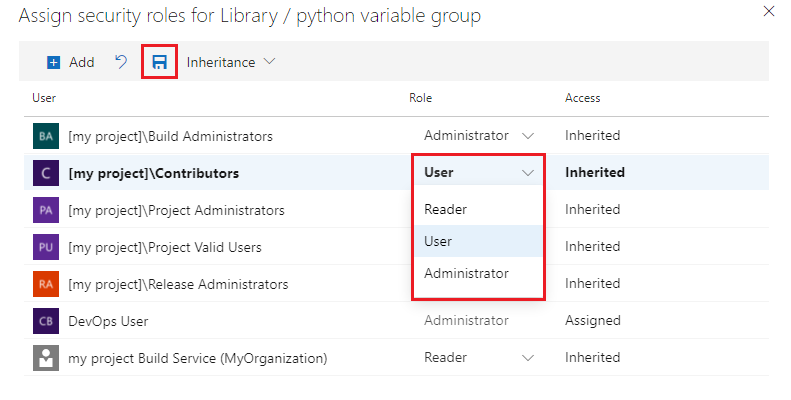 Assign security roles for Library / python variable group
Add
Inheritance
User Role Access
BA [my project]\Build Administrators Administrator Inherited
C [my project]\Contributors User Inherited
Reader
PA [my project]\Project Administrators Inherited
User
PU [my project]\Project Valid Users Inherited
Administrator
RA [my project]\Release Administrators Inherited
CB DevOps User Administrator Assigned
my project Build Service (MyOrganization) Reader Inherited